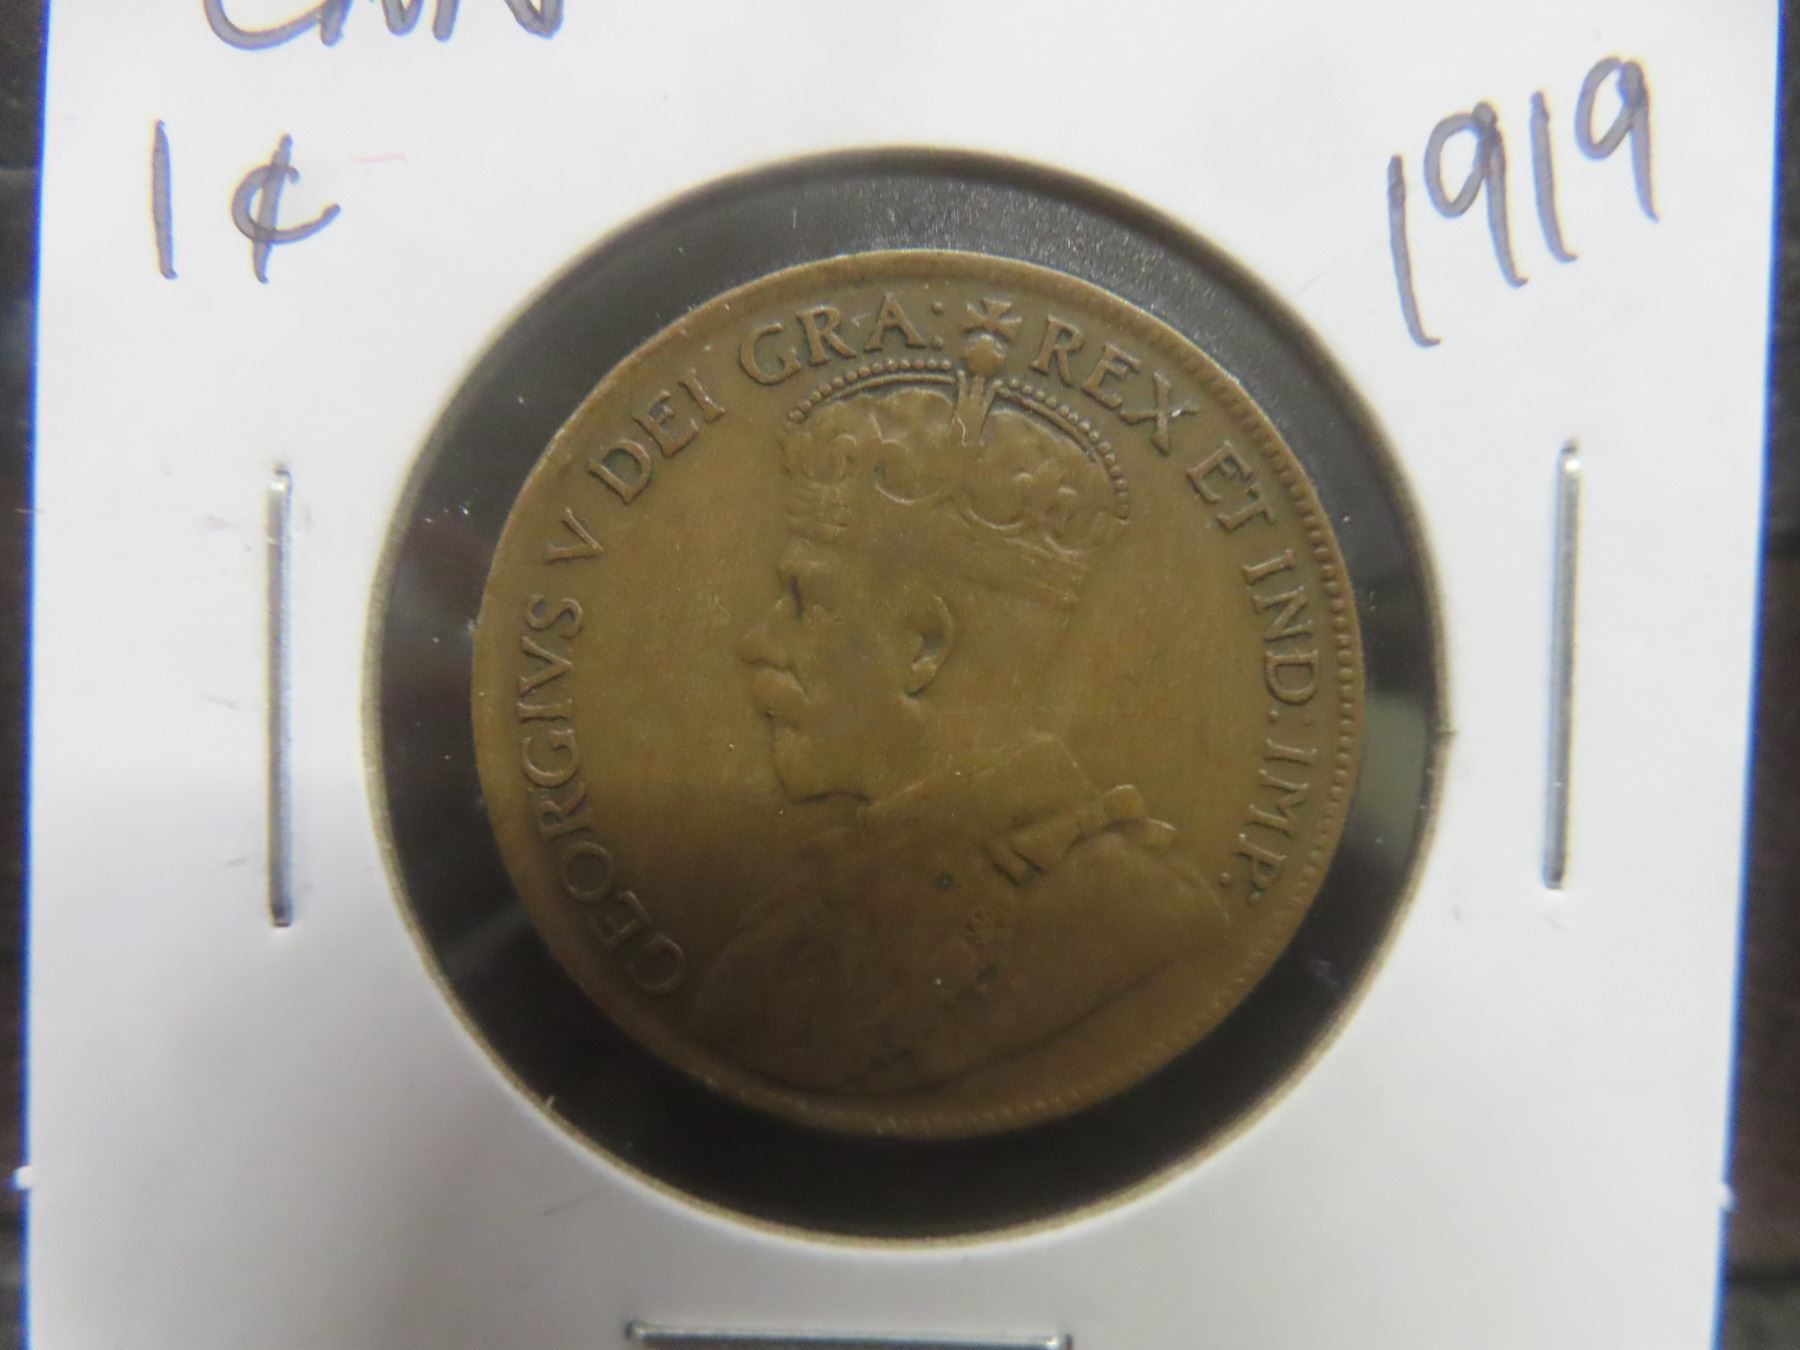 1¢
1919
GEORGIVS V DEI GRA: REX ET IND: IMP: